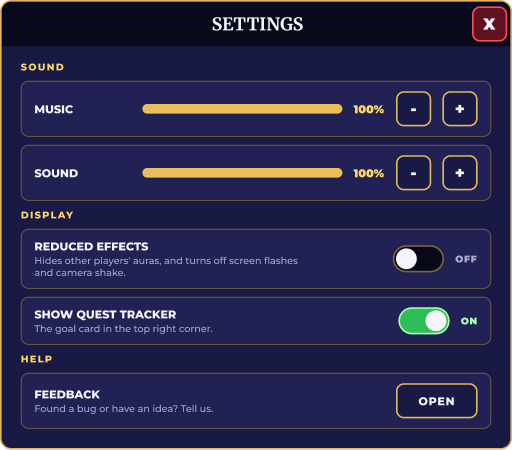 SETTINGS
X
SOUND
MUSIC 100% - +
SOUND 100% - +
DISPLAY
REDUCED EFFECTS
Hides other players' auras, and turns off screen flashes
and camera shake.
OFF
SHOW QUEST TRACKER
The goal card in the top right corner.
ON
HELP
FEEDBACK
Found a bug or have an idea? Tell us.
OPEN